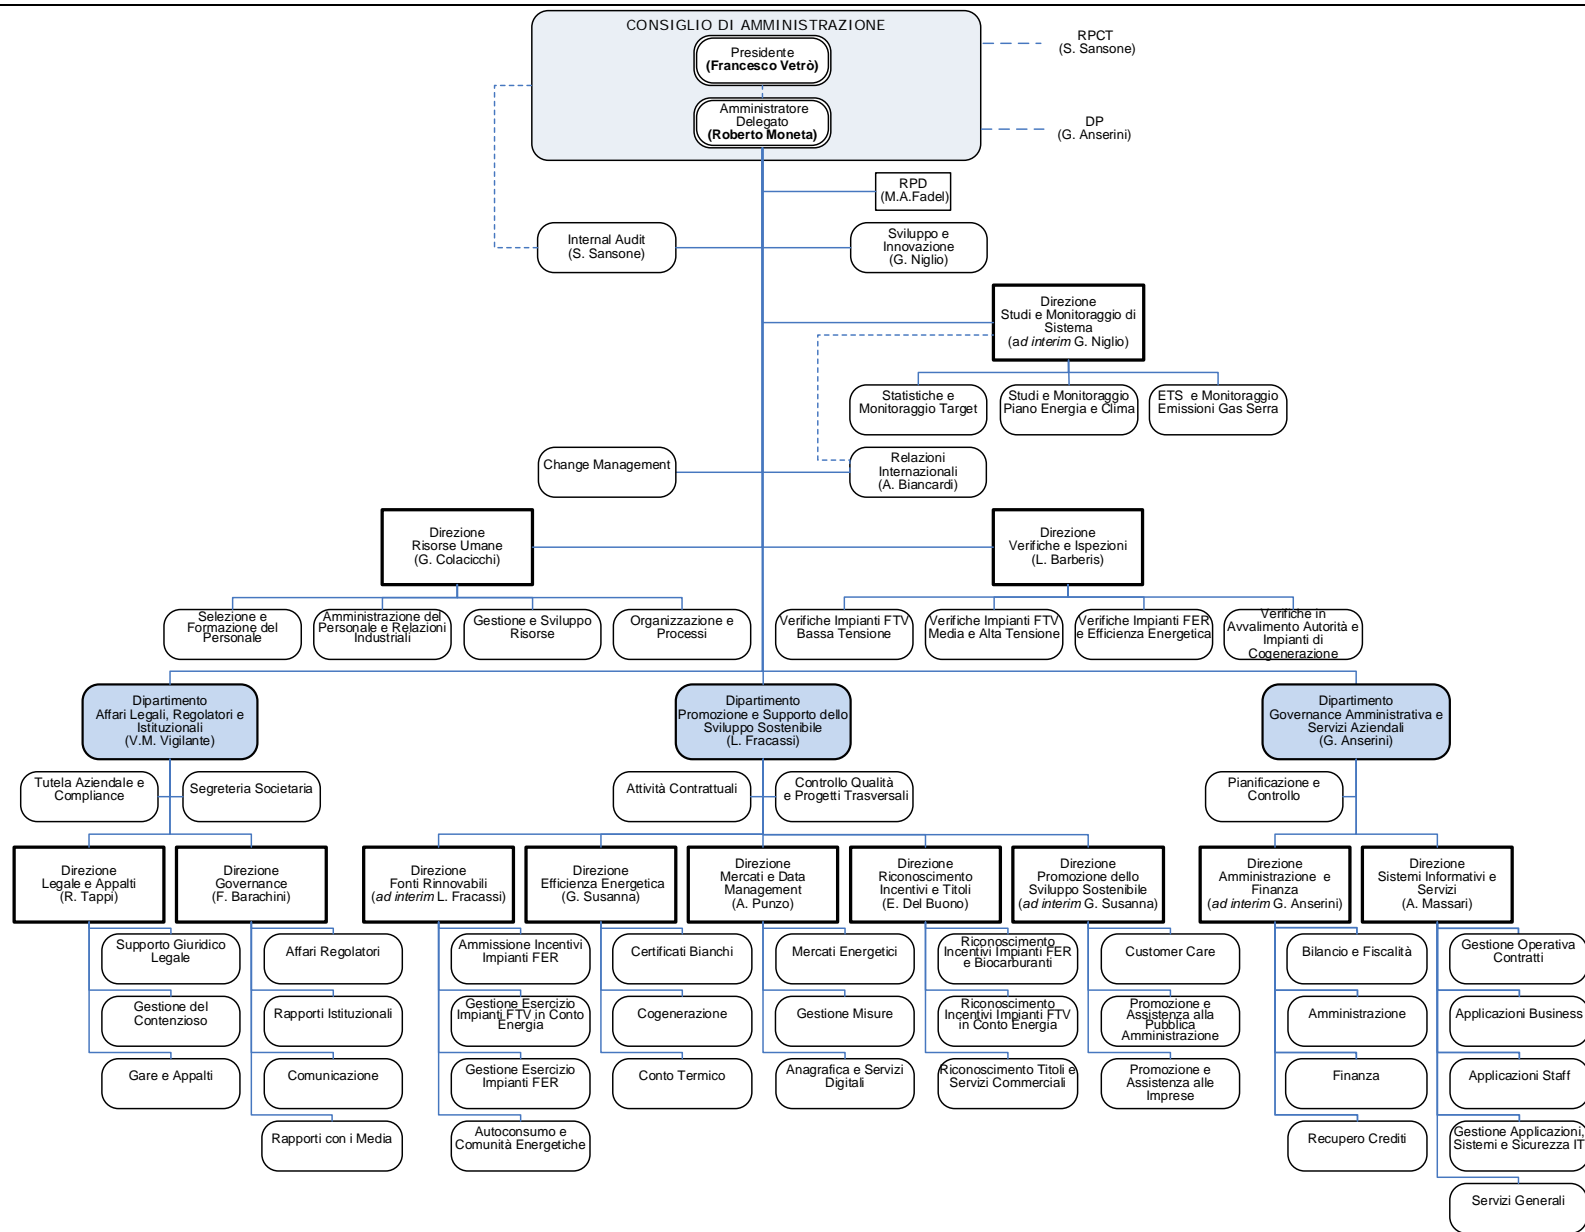 CONSIGLIO DI AMMINISTRAZIONE
Presidente
(Francesco Vetrò)
Amministratore
Delegato
(Roberto Moneta)
RPCT
(S. Sansone)
DP
(G. Anserini)
RPD
(M.A.Fadel)
Internal Audit
(S. Sansone)
Sviluppo e
Innovazione
(G. Niglio)
Direzione
Studi e Monitoraggio di
Sistema
(ad interim G. Niglio)
Statistiche e
Monitoraggio Target
Studi e Monitoraggio
Piano Energia e Clima
ETS e Monitoraggio
Emissioni Gas Serra
Change Management
Relazioni
Internazionali
(A. Biancardi)
Direzione
Risorse Umane
(G. Colacicchi)
Direzione
Verifiche e Ispezioni
(L. Barberis)
Selezione e
Formazione del
Personale
Amministrazione del
Personale e Relazioni
Industriali
Gestione e Sviluppo
Risorse
Organizzazione e
Processi
Verifiche Impianti FTV
Bassa Tensione
Verifiche Impianti FTV
Media e Alta Tensione
Verifiche Impianti FER
e Efficienza Energetica
Verifiche in
Avvalimento Autorità e
Impianti di
Cogenerazione
Dipartimento
Affari Legali, Regolatori e
Istituzionali
(V.M. Vigilante)
Dipartimento
Promozione e Supporto dello
Sviluppo Sostenibile
(L. Fracassi)
Dipartimento
Governance Amministrativa e
Servizi Aziendali
(G. Anserini)
Tutela Aziendale e
Compliance
Segreteria Societaria
Attività Contrattuali
Controllo Qualità
e Progetti Trasversali
Pianificazione e
Controllo
Direzione
Legale e Appalti
(R. Tappi)
Direzione
Governance
(F. Barachini)
Direzione
Fonti Rinnovabili
(ad interim L. Fracassi)
Direzione
Efficienza Energetica
(G. Susanna)
Direzione
Mercati e Data
Management
(A. Punzo)
Direzione
Riconoscimento
Incentivi e Titoli
(E. Del Buono)
Direzione
Promozione dello
Sviluppo Sostenibile
(ad interim G. Susanna)
Direzione
Amministrazione e
Finanza
(ad interim G. Anserini)
Direzione
Sistemi Informativi e
Servizi
(A. Massari)
Supporto Giuridico
Legale
Affari Regolatori
Ammissione Incentivi
Impianti FER
Certificati Bianchi
Mercati Energetici
Riconoscimento
Incentivi Impianti FER
e Biocarburanti
Customer Care
Bilancio e Fiscalità
Gestione Operativa
Contratti
Gestione del
Contenzioso
Rapporti Istituzionali
Gestione Esercizio
Impianti FTV in Conto
Energia
Cogenerazione
Gestione Misure
Riconoscimento
Incentivi Impianti FTV
in Conto Energia
Promozione e
Assistenza alla
Pubblica
Amministrazione
Amministrazione
Applicazioni Business
Gare e Appalti
Comunicazione
Gestione Esercizio
Impianti FER
Conto Termico
Anagrafica e Servizi
Digitali
Riconoscimento Titoli e
Servizi Commerciali
Promozione e
Assistenza alle
Imprese
Finanza
Applicazioni Staff
Rapporti con i Media
Autoconsumo e
Comunità Energetiche
Recupero Crediti
Gestione Applicazioni,
Sistemi e Sicurezza IT
Servizi Generali